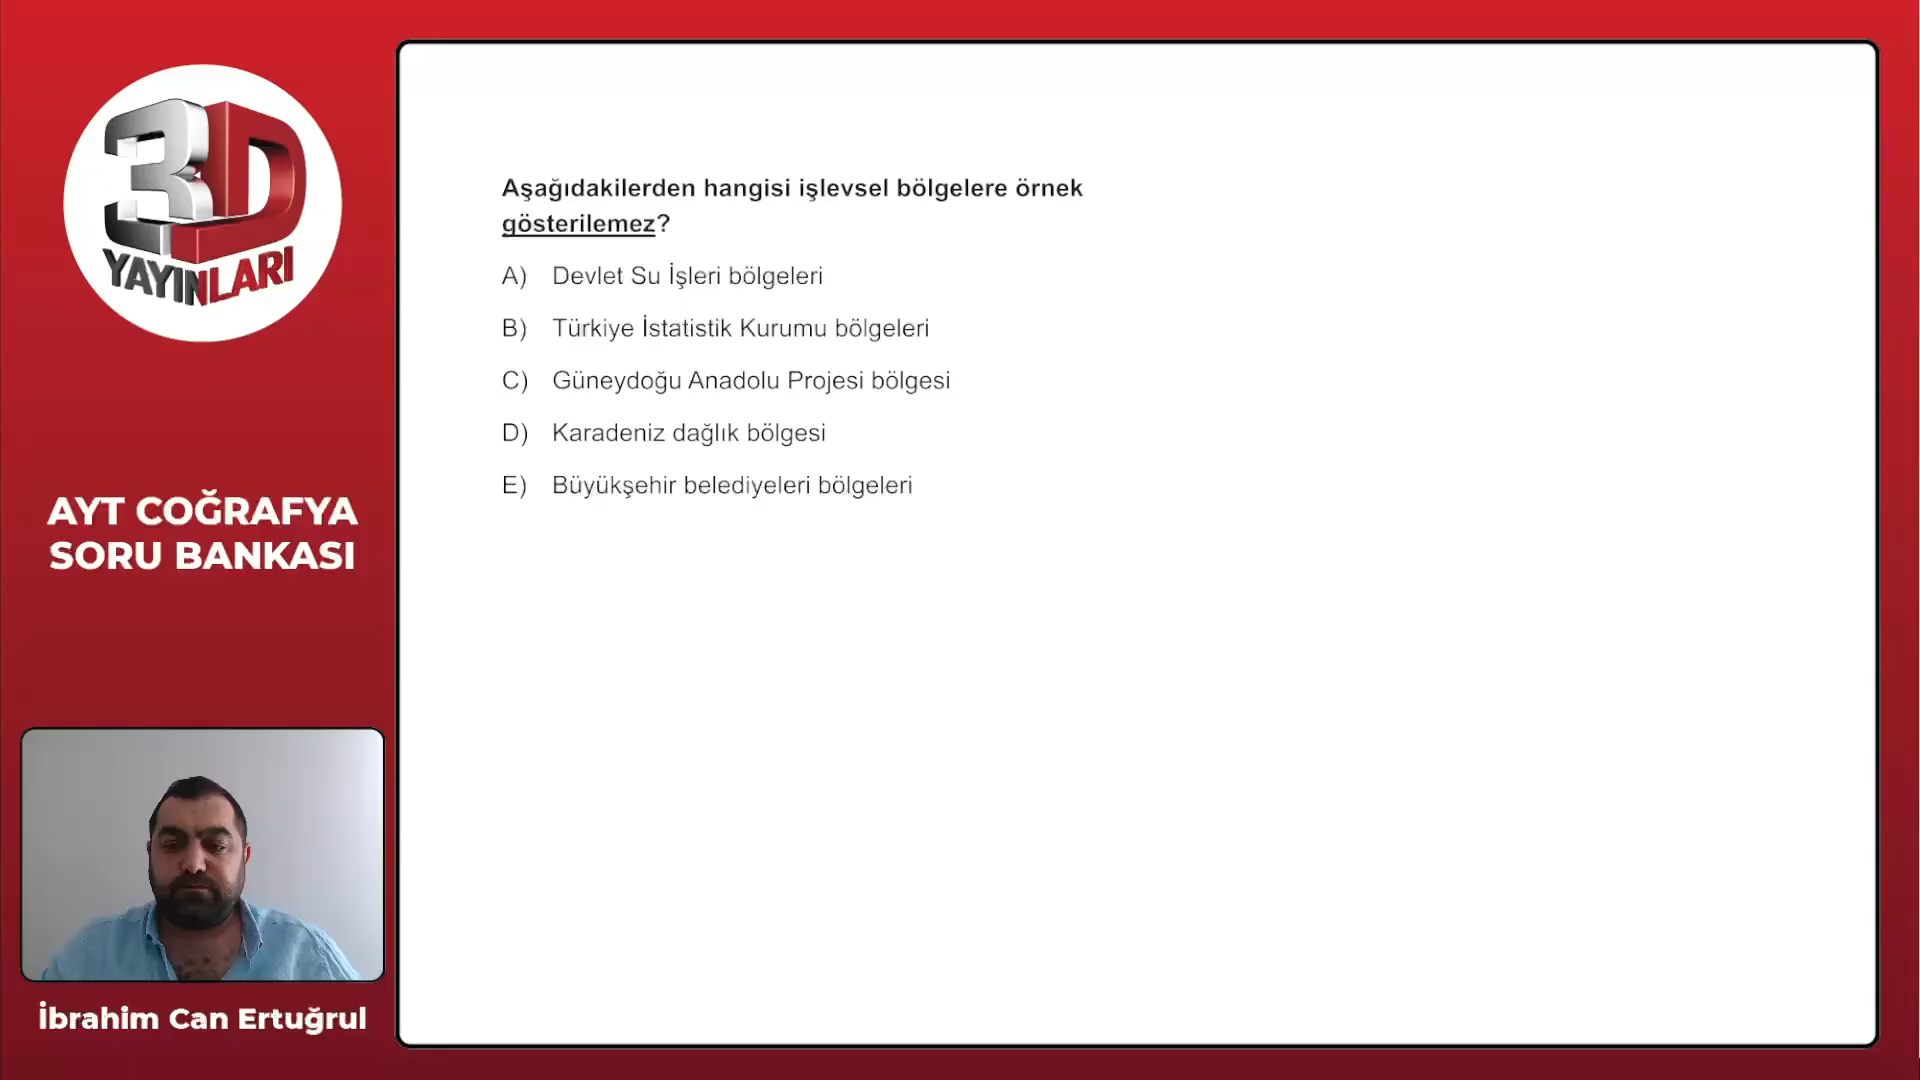 3D
YAYINLARI
AYT COĞRAFYA
SORU BANKASI
İbrahim Can Ertuğrul
Aşağıdakilerden hangisi işlevsel bölgelere örnek
gösterilemez?
A) Devlet Su İşleri bölgeleri
B) Türkiye İstatistik Kurumu bölgeleri
C) Güneydoğu Anadolu Projesi bölgesi
D) Karadeniz dağlık bölgesi
E) Büyükşehir belediyeleri bölgeleri